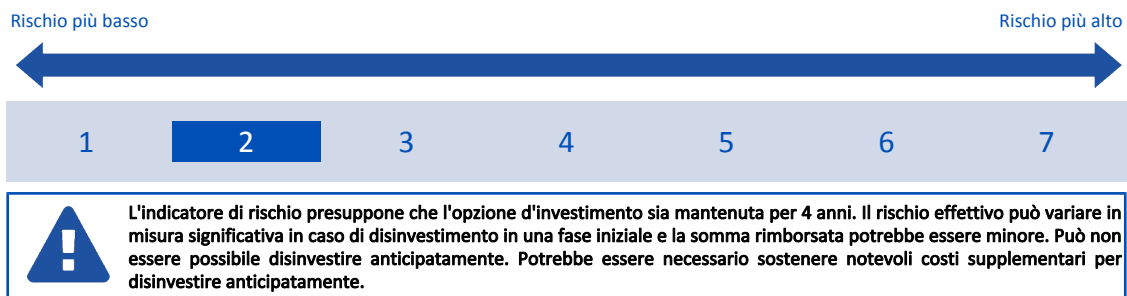 Rischio più basso Rischio più alto
1 2 3 4 5 6 7
L'indicatore di rischio presuppone che l'opzione d'investimento sia mantenuta per 4 anni. Il rischio effettivo può variare in
misura significativa in caso di disinvestimento in una fase iniziale e la somma rimborsata potrebbe essere minore. Può non
essere possibile disinvestire anticipatamente. Potrebbe essere necessario sostenere notevoli costi supplementari per
disinvestire anticipatamente.